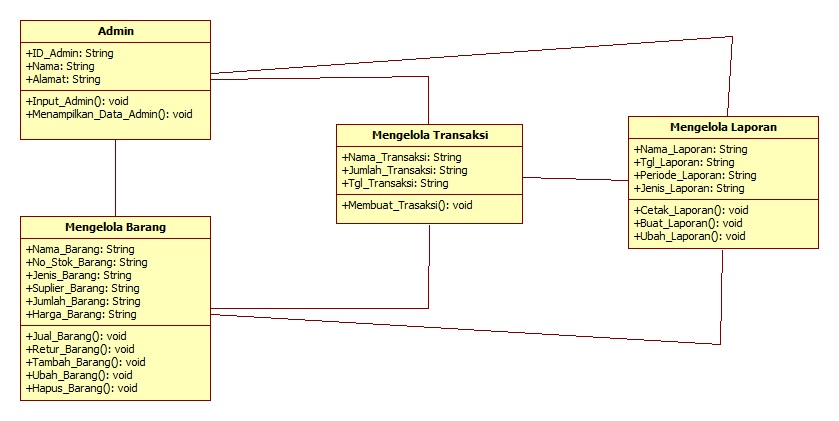 Admin
+ID_Admin: String
+Nama: String
+Alamat: String
+Input_Admin(): void
+Menampilkan_Data_Admin(): void
Mengelola Transaksi
+Nama_Transaksi: String
+Jumlah_Transaksi: String
+Tgl_Transaksi: String
+Membuat_Trasaksi(): void
Mengelola Laporan
+Nama_Laporan: String
+Tgl_Laporan: String
+Periode_Laporan: String
+Jenis_Laporan: String
+Cetak_Laporan(): void
+Buat_Laporan(): void
+Ubah_Laporan(): void
Mengelola Barang
+Nama_Barang: String
+No_Stok_Barang: String
+Jenis_Barang: String
+Suplier_Barang: String
+Jumlah_Barang: String
+Harga_Barang: String
+Jual_Barang(): void
+Retur_Barang(): void
+Tambah_Barang(): void
+Ubah_Barang(): void
+Hapus_Barang(): void